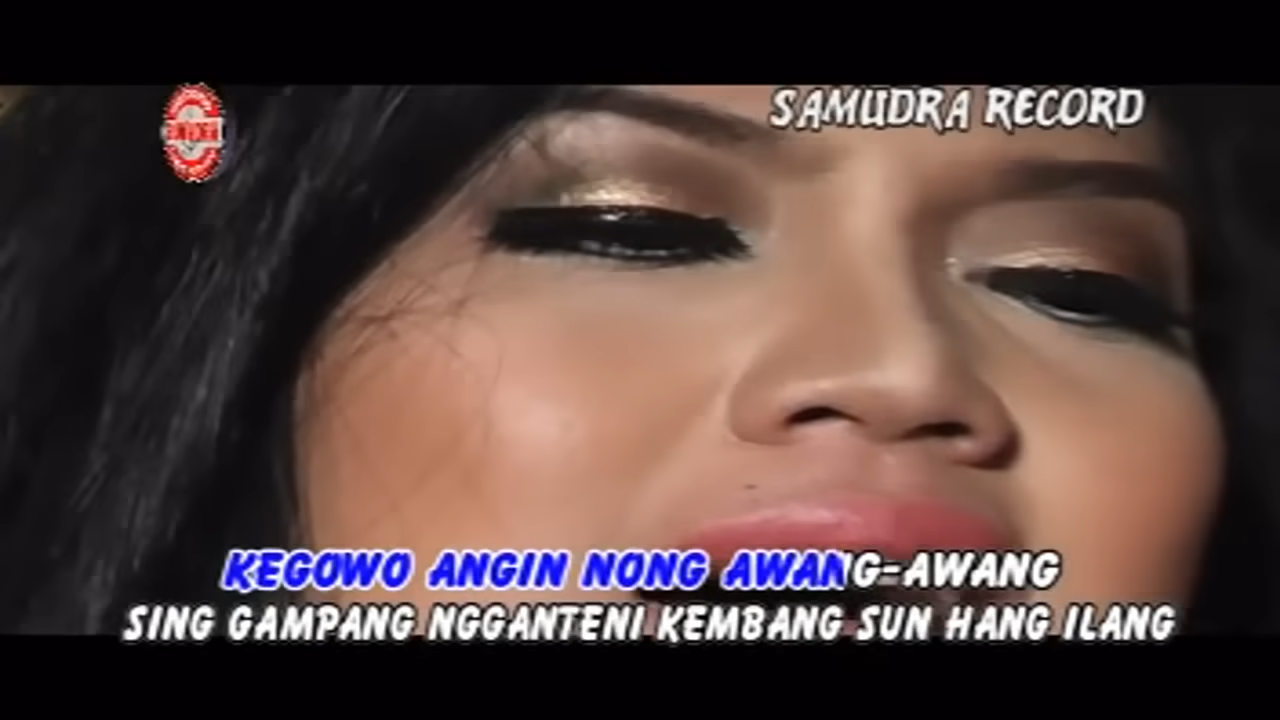 SAMUDRA RECORD
KEGOWO ANGIN NONG AWANG-AWANG
SING GAMPANG NGGANTENI KEMBANG SUN HANG ILANG